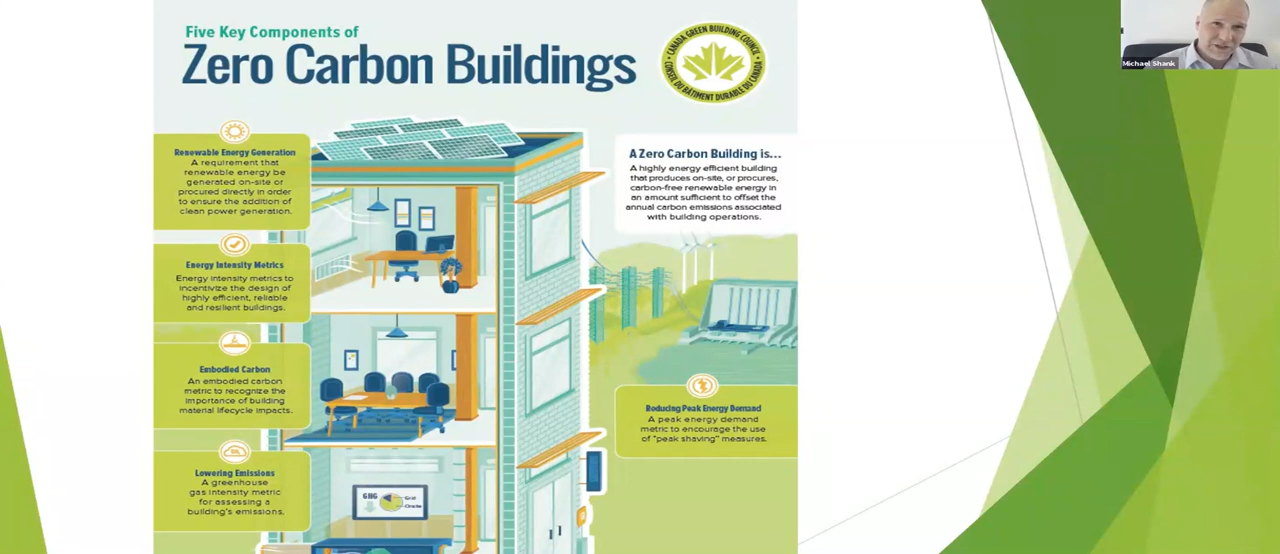 Five Key Components of
Zero Carbon Buildings
CANADA GREEN BUILDING COUNCIL
CONSEIL DU BÂTIMENT DURABLE DU CANADA
Michael Shank
Renewable Energy Generation
A requirement that
renewable energy be
generated on-site or
procured directly in order
to ensure the addition of
clean power generation.
Energy Intensity Metrics
Energy intensity metrics to
incentivize the design of
highly efficient, reliable
and resilient buildings.
Embodied Carbon
An embodied carbon
metric to recognize the
importance of building
material lifecycle impacts.
Lowering Emissions
A greenhouse
gas intensity metric
for assessing a
building's emissions.
GHG
Grid
Onsite
A Zero Carbon Building is...
A highly energy efficient building
that produces on-site, or procures,
carbon-free renewable energy in
an amount sufficient to offset the
annual carbon emissions associated
with building operations.
Reducing Peak Energy Demand
A peak energy demand
metric to encourage the use
of "peak shaving" measures.